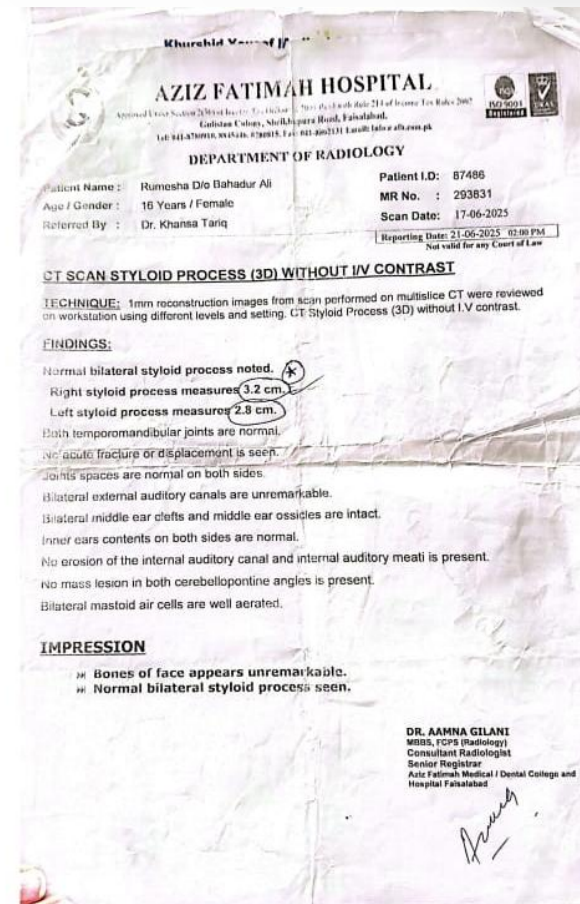 Khurshid
AZIZ FATIMAH HOSPITAL
Gulistan Colony, Sheikhupura Road, Faisalabad.
ISO 9001
Registered
UKAS
DEPARTMENT OF RADIOLOGY
Patient Name : Rumesha D/o Bahadur Ali
Age / Gender : 16 Years / Female
Referred By : Dr. Khansa Tariq
Patient I.D: 87486
MR No. : 293831
Scan Date: 17-06-2025
Reporting Date: 21-06-2025 02:00 PM
Not valid for any Court of Law
CT SCAN STYLOID PROCESS (3D) WITHOUT I/V CONTRAST
TECHNIQUE: 1mm reconstruction images from scan performed on multislice CT were reviewed
on workstation using different levels and setting. CT Styloid Process (3D) without I.V contrast.
FINDINGS:
Normal bilateral styloid process noted.
Right styloid process measures 3.2 cm.
Left styloid process measures 2.8 cm.
Both temporomandibular joints are normal.
No acute fracture or displacement is seen.
Joints spaces are normal on both sides.
Bilateral external auditory canals are unremarkable.
Bilateral middle ear clefts and middle ear ossicles are intact.
Inner ears contents on both sides are normal.
No erosion of the internal auditory canal and internal auditory meati is present.
No mass lesion in both cerebellopontine angles is present.
Bilateral mastoid air cells are well aerated.
IMPRESSION
Bones of face appears unremarkable.
Normal bilateral styloid process seen.
DR. AAMNA GILANI
MBBS, FCPS (Radiology)
Consultant Radiologist
Senior Registrar
Aziz Fatimah Medical / Dental College and
Hospital Faisalabad